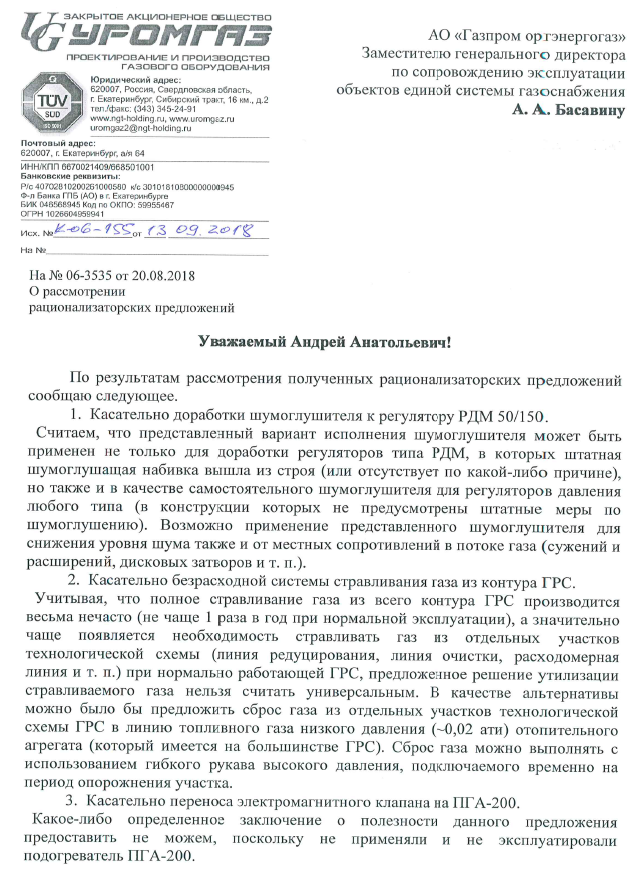 ЗАКРЫТОЕ АКЦИОНЕРНОЕ ОБЩЕСТВО
UG УРОМГАЗ
ПРОЕКТИРОВАНИЕ И ПРОИЗВОДСТВО
ГАЗОВОГО ОБОРУДОВАНИЯ
TÜV
SUD
ISO 9001
Юридический адрес:
620007, Россия, Свердловская область,
г. Екатеринбург, Сибирский тракт, 16 км., д.2
тел./факс: (343) 345-24-91
www.ngt-holding.ru, www.uromgaz.ru
uromgaz2@ngt-holding.ru
Почтовый адрес:
620007, г. Екатеринбург, а/я 64
ИНН/КПП 6670021409/668501001
Банковские реквизиты:
Р/с 40702810200261000580 к/с 30101810800000000945
Ф-л Банка ГПБ (АО) в г. Екатеринбурге
БИК 046568945 Код по ОКПО: 59955467
ОГРН 1026604959941
Исх. № К06-155 от 13.09.2018
На №
АО «Газпром оргэнергогаз»
Заместителю генерального директора
по сопровождению эксплуатации
объектов единой системы газоснабжения
А. А. Басавину
На № 06-3535 от 20.08.2018
О рассмотрении
рационализаторских предложений
Уважаемый Андрей Анатольевич!
По результатам рассмотрения полученных рационализаторских предложений
сообщаю следующее.
1. Касательно доработки шумоглушителя к регулятору РДМ 50/150.
Считаем, что представленный вариант исполнения шумоглушителя может быть
применен не только для доработки регуляторов типа РДМ, в которых штатная
шумоглушащая набивка вышла из строя (или отсутствует по какой-либо причине),
но также и в качестве самостоятельного шумоглушителя для регуляторов давления
любого типа (в конструкции которых не предусмотрены штатные меры по
шумоглушению). Возможно применение представленного шумоглушителя для
снижения уровня шума также и от местных сопротивлений в потоке газа (сужений и
расширений, дисковых затворов и т. п.).
2. Касательно безрасходной системы стравливания газа из контура ГРС.
Учитывая, что полное стравливание газа из всего контура ГРС производится
весьма нечасто (не чаще 1 раза в год при нормальной эксплуатации), а значительно
чаще появляется необходимость стравливать газ из отдельных участков
технологической схемы (линия редуцирования, линия очистки, расходомерная
линия и т. п.) при нормально работающей ГРС, предложенное решение утилизации
стравливаемого газа нельзя считать универсальным. В качестве альтернативы
можно было бы предложить сброс газа из отдельных участков технологической
схемы ГРС в линию топливного газа низкого давления (~0,02 ати) отопительного
агрегата (который имеется на большинстве ГРС). Сброс газа можно выполнять с
использованием гибкого рукава высокого давления, подключаемого временно на
период опорожнения участка.
3. Касательно переноса электромагнитного клапана на ПГА-200.
Какое-либо определенное заключение о полезности данного предложения
предоставить не можем, поскольку не применяли и не эксплуатировали
подогреватель ПГА-200.